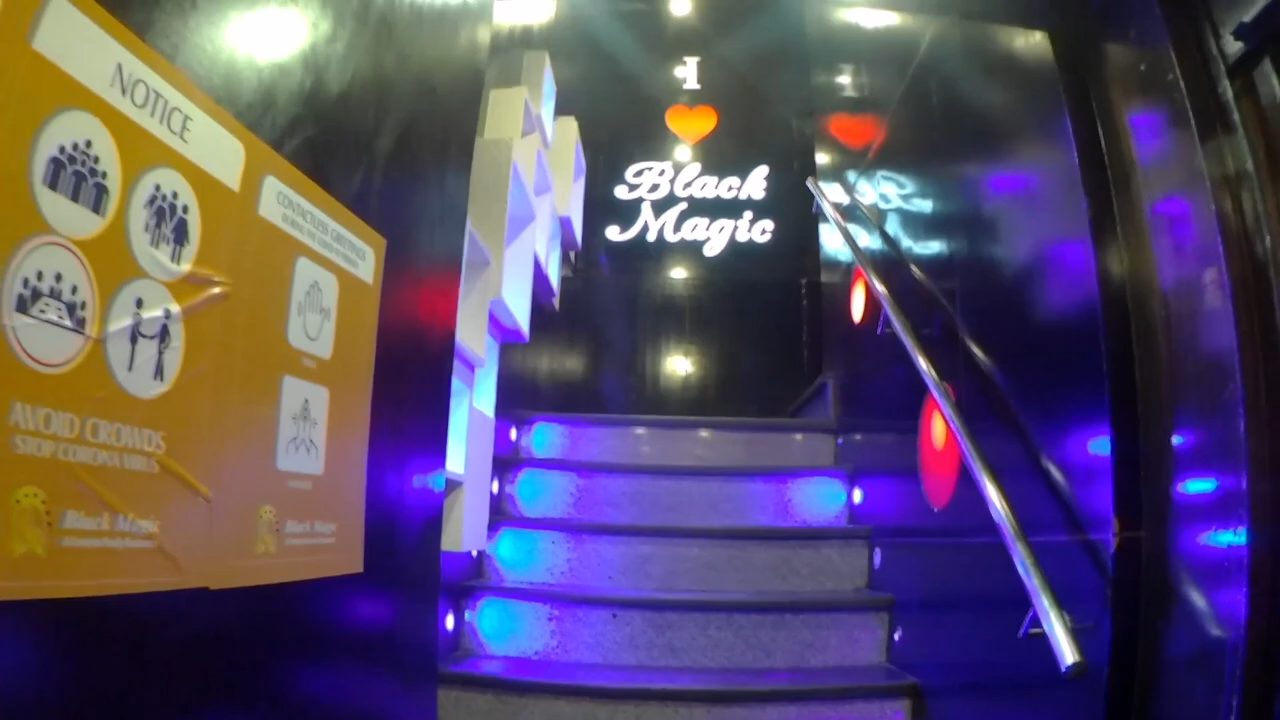 NOTICE
CONTACTLESS GREETINGS
AVOID CROWDS
STOP CORONA VIRUS
Black Magic
Black Magic
I
Black
Magic